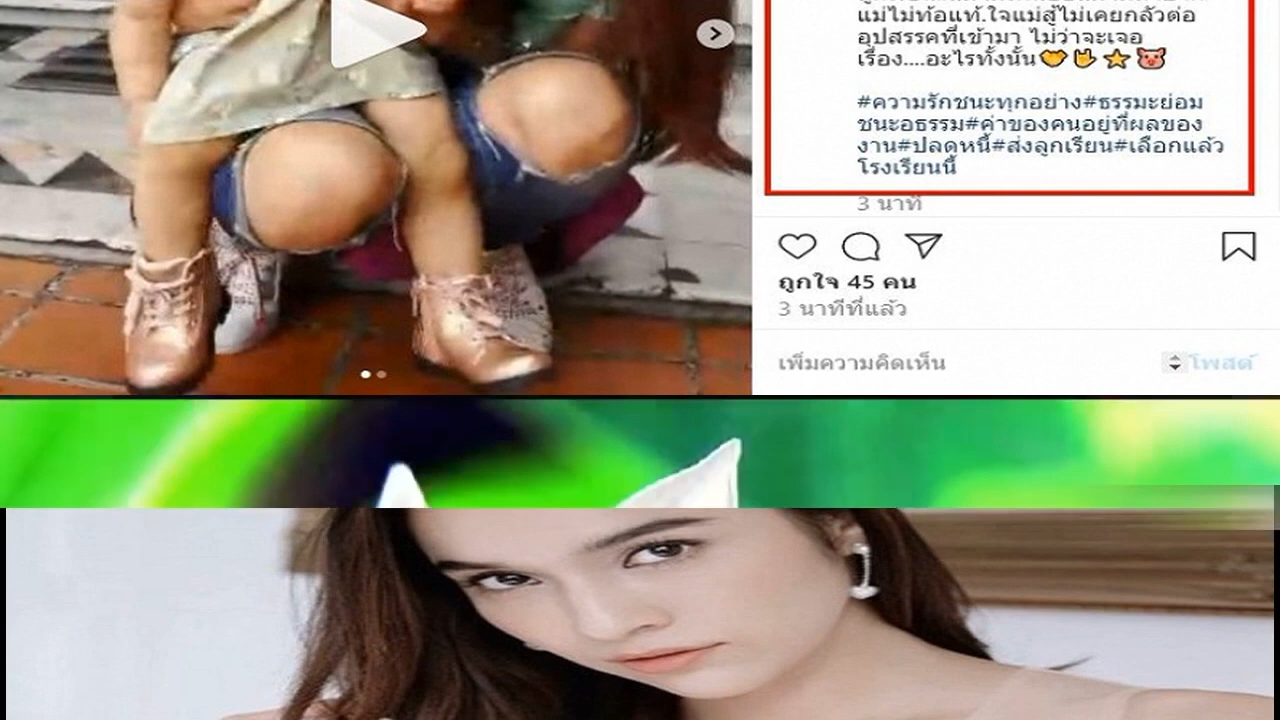 แม่ไม่ท้อแท้.ใจแม่สู้ไม่เคยกลัวต่อ
อุปสรรคที่เข้ามา ไม่ว่าจะเจอ
เรื่อง....อะไรทั้งนั้น
#ความรักชนะทุกอย่าง#ธรรมะย่อม
ชนะอธรรม#ค่าของคนอยู่ที่ผลของ
งาน#ปลดหนี้#ส่งลูกเรียน#เลือกแล้ว
โรงเรียนนี้
3 นาที
ถูกใจ 45 คน
3 นาทีที่แล้ว
เพิ่มความคิดเห็น
โพสต์